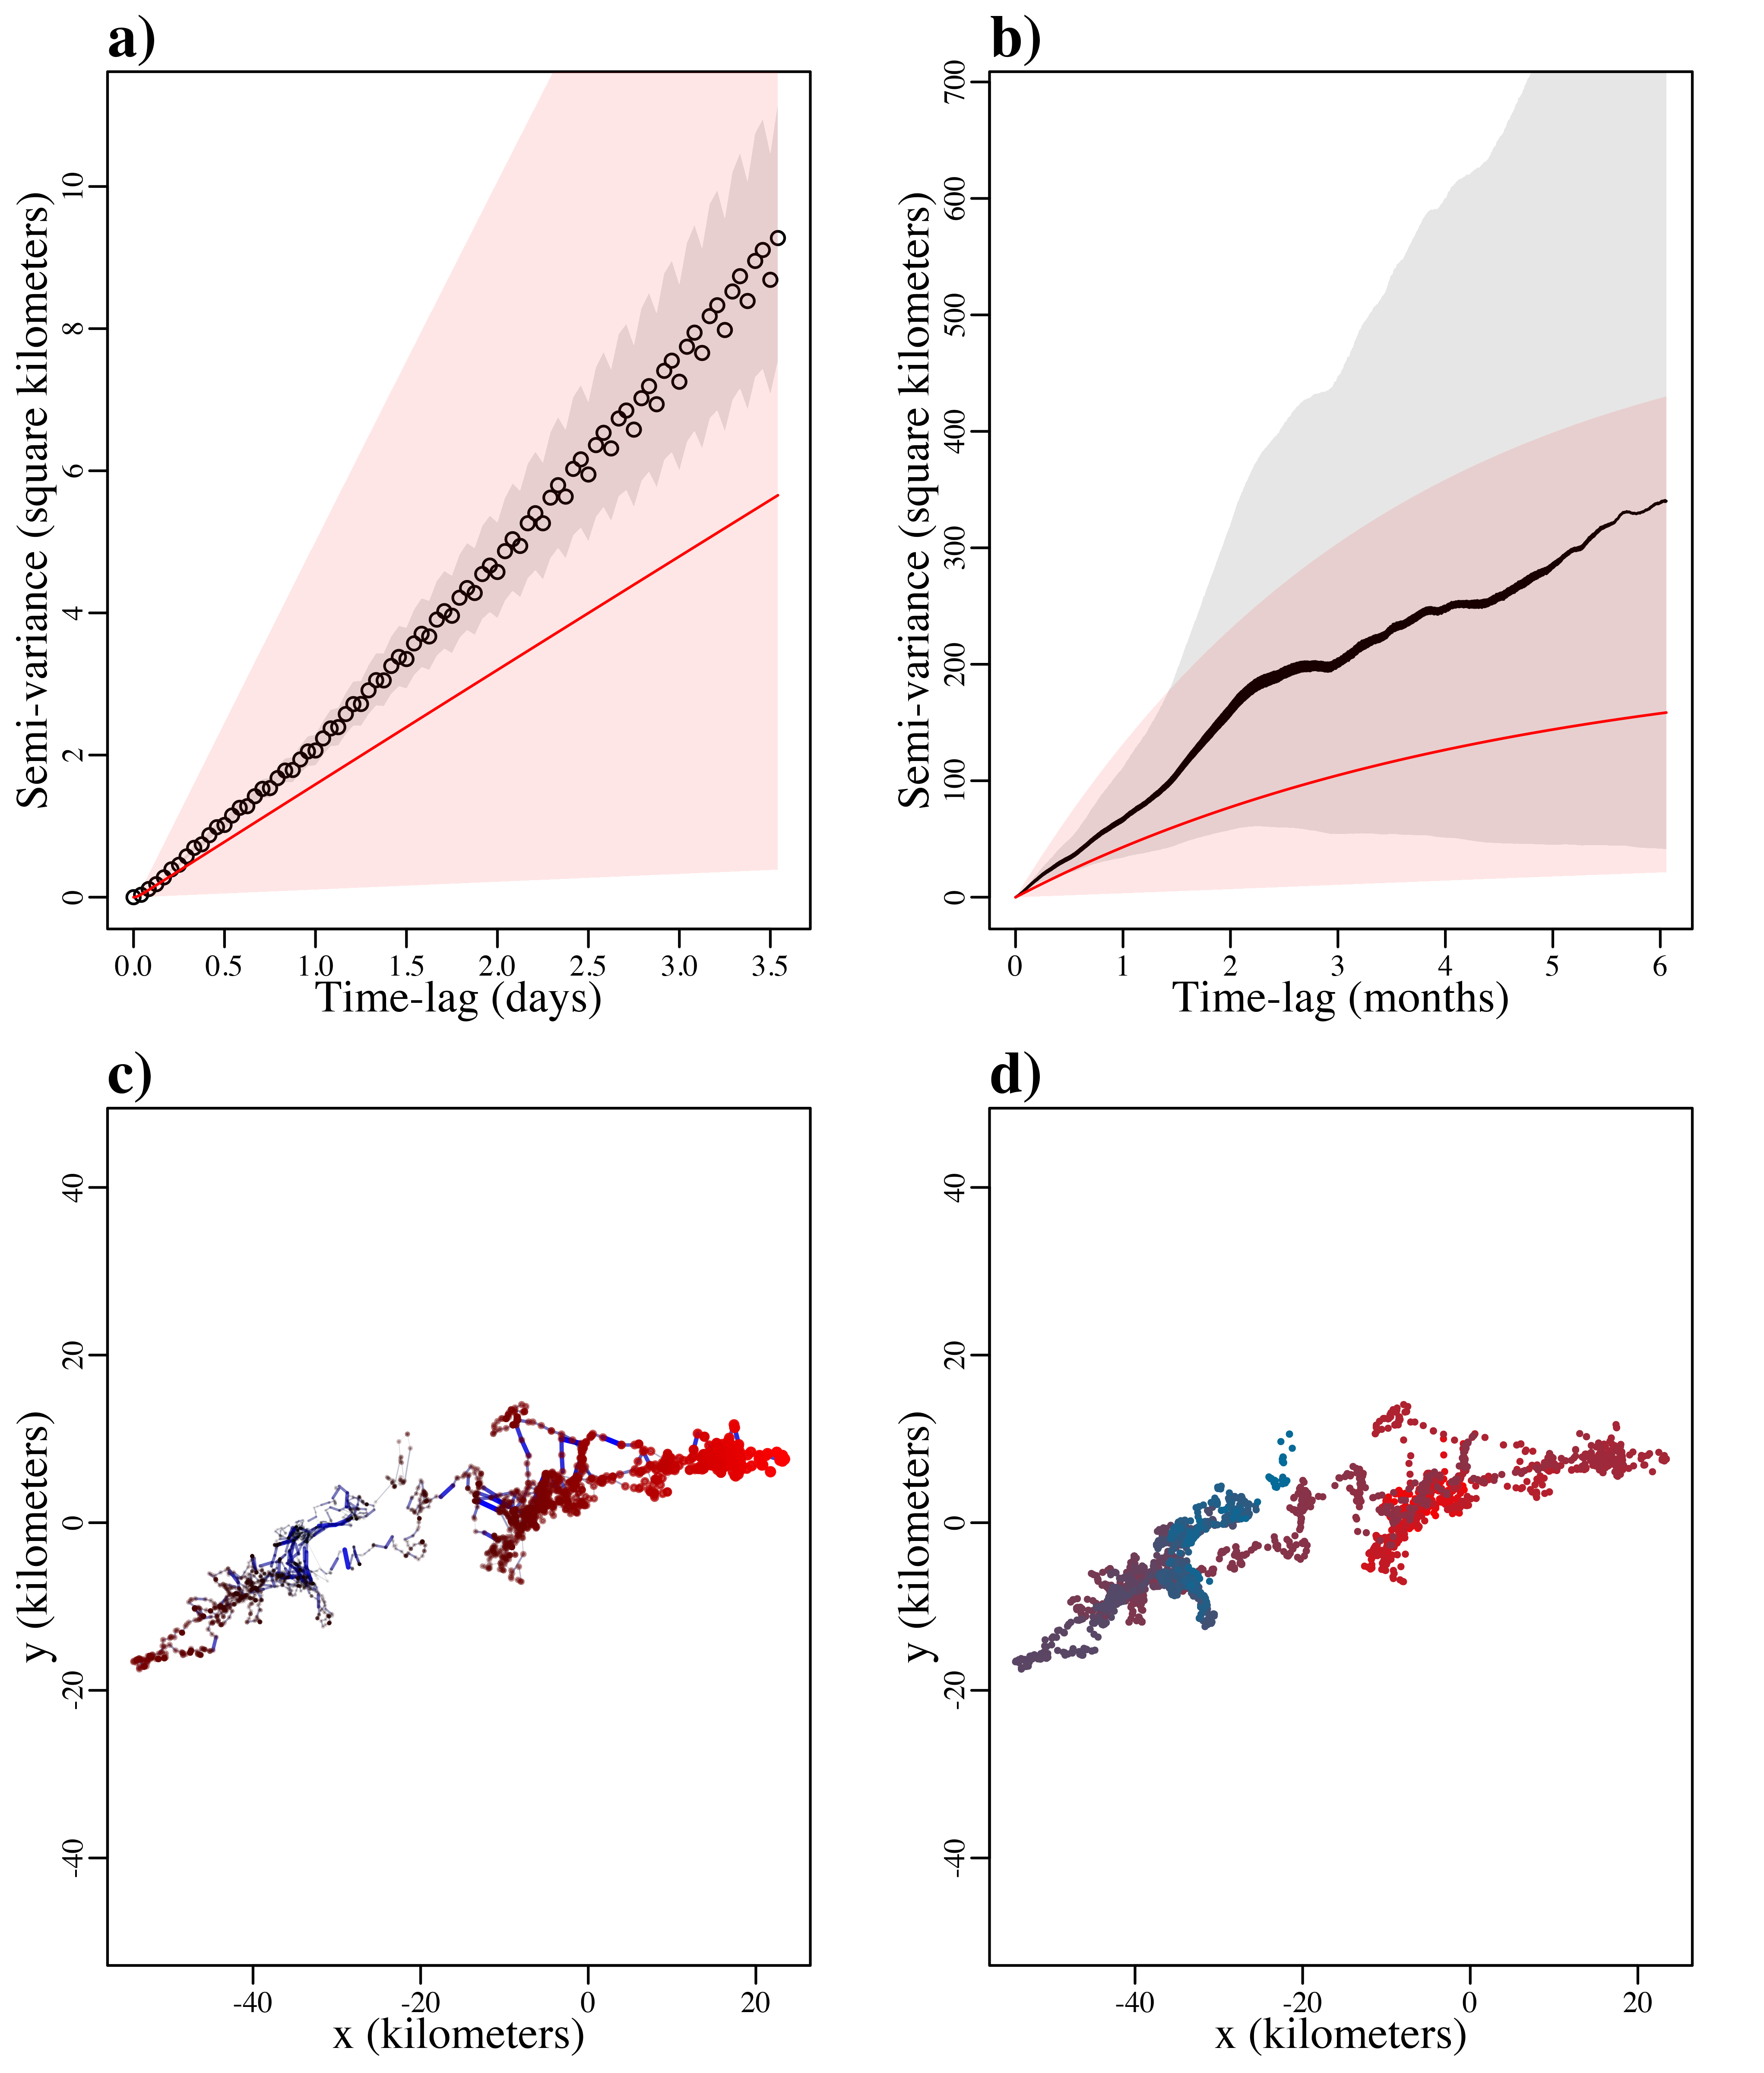 a)
Semi-variance (square kilometers)
0 2 4 6 8 10
0.0 0.5 1.0 1.5 2.0 2.5 3.0 3.5
Time-lag (days)
b)
Semi-variance (square kilometers)
0 100 200 300 400 500 600 700
0 1 2 3 4 5 6
Time-lag (months)
c)
y (kilometers)
-40 -20 0 20 40
-40 -20 0 20
x (kilometers)
d)
y (kilometers)
-40 -20 0 20 40
-40 -20 0 20
x (kilometers)